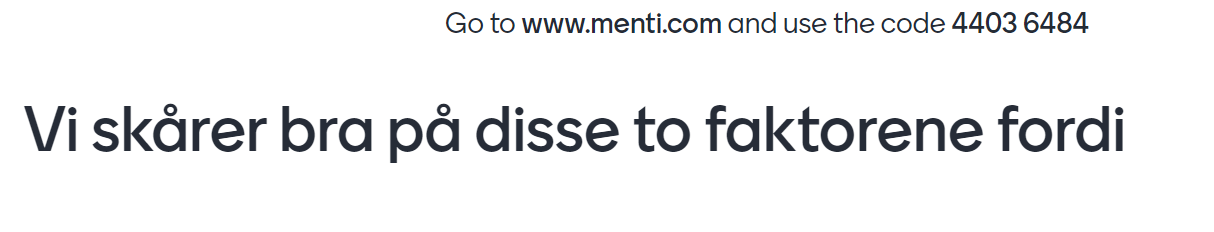 Go to www.menti.com and use the code 4403 6484
Vi skårer bra på disse to faktorene fordi